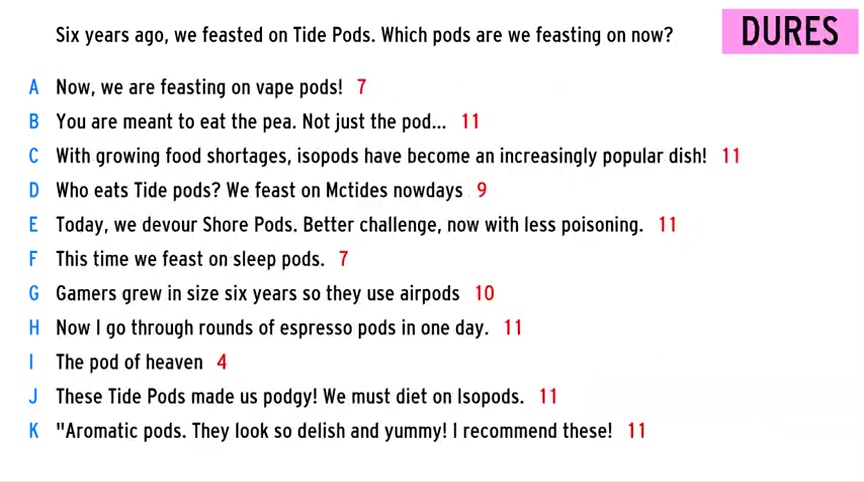 Six years ago, we feasted on Tide Pods. Which pods are we feasting on now?
DURES
A Now, we are feasting on vape pods! 7
B You are meant to eat the pea. Not just the pod... 11
C With growing food shortages, isopods have become an increasingly popular dish! 11
D Who eats Tide pods? We feast on Mctides nowdays 9
E Today, we devour Shore Pods. Better challenge, now with less poisoning. 11
F This time we feast on sleep pods. 7
G Gamers grew in size six years so they use airpods 10
H Now I go through rounds of espresso pods in one day. 11
I The pod of heaven 4
J These Tide Pods made us podgy! We must diet on Isopods. 11
K "Aromatic pods. They look so delish and yummy! I recommend these! 11